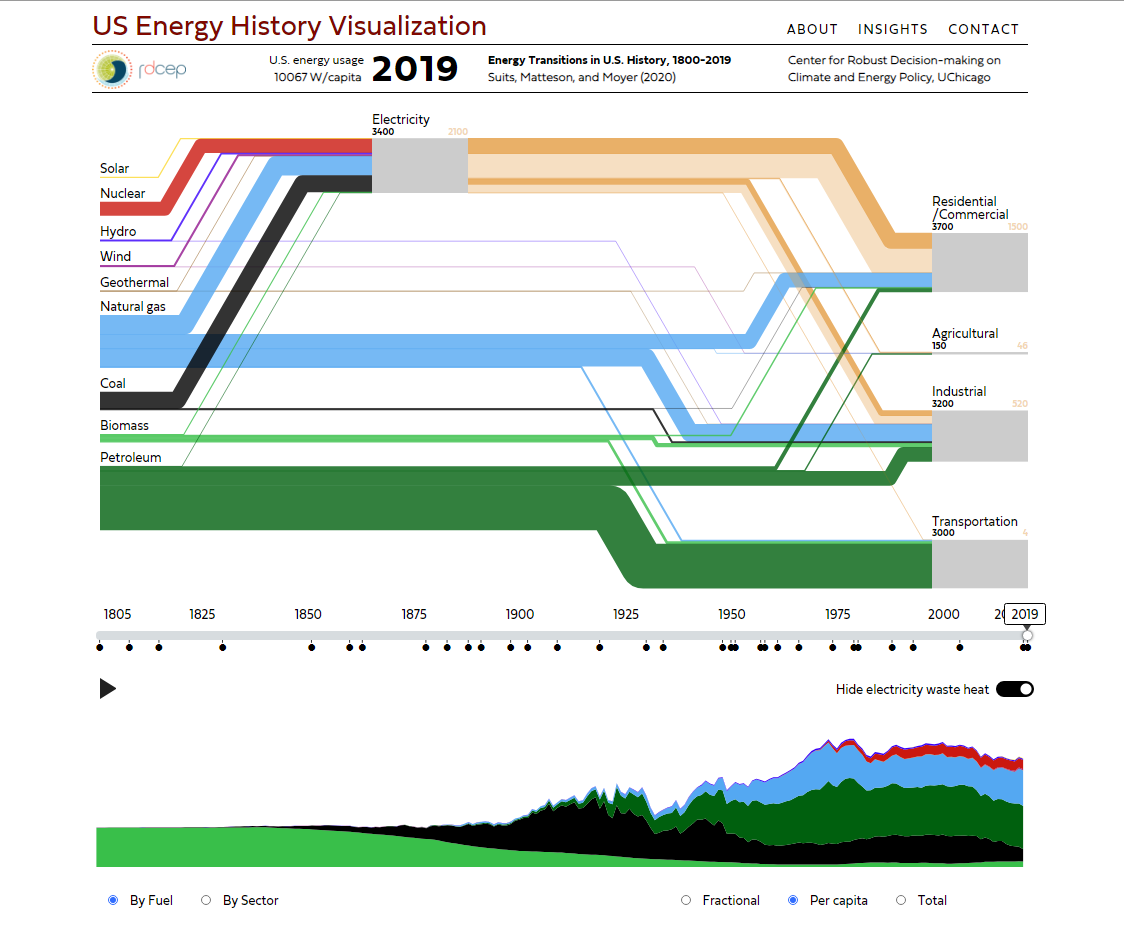 US Energy History Visualization
ABOUT INSIGHTS CONTACT
rdcep
U.S. energy usage
10067 W/capita
2019
Energy Transitions in U.S. History, 1800-2019
Suits, Matteson, and Moyer (2020)
Center for Robust Decision-making on
Climate and Energy Policy, UChicago
Electricity
3400 2100
Solar
Nuclear
Hydro
Wind
Geothermal
Natural gas
Coal
Biomass
Petroleum
Residential
/Commercial
3700 1500
Agricultural
150 46
Industrial
3200 520
Transportation
3000 4
1805 1825 1850 1875 1900 1925 1950 1975 2000 2019
Hide electricity waste heat
By Fuel By Sector Fractional Per capita Total